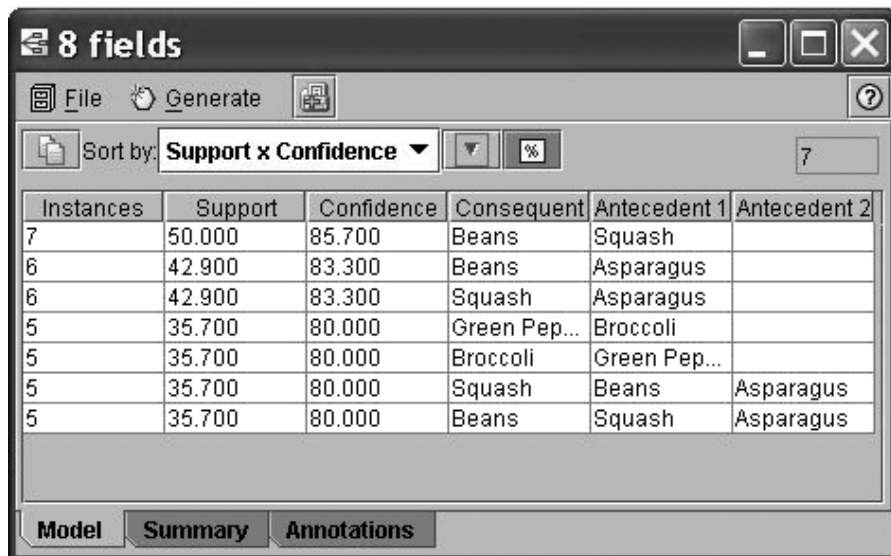 8 fields
File Generate
Sort by: Support x Confidence % 7
Instances Support Confidence Consequent Antecedent 1 Antecedent 2
7 50.000 85.700 Beans Squash
6 42.900 83.300 Beans Asparagus
6 42.900 83.300 Squash Asparagus
5 35.700 80.000 Green Pep... Broccoli
5 35.700 80.000 Broccoli Green Pep...
5 35.700 80.000 Squash Beans Asparagus
5 35.700 80.000 Beans Squash Asparagus
Model Summary Annotations